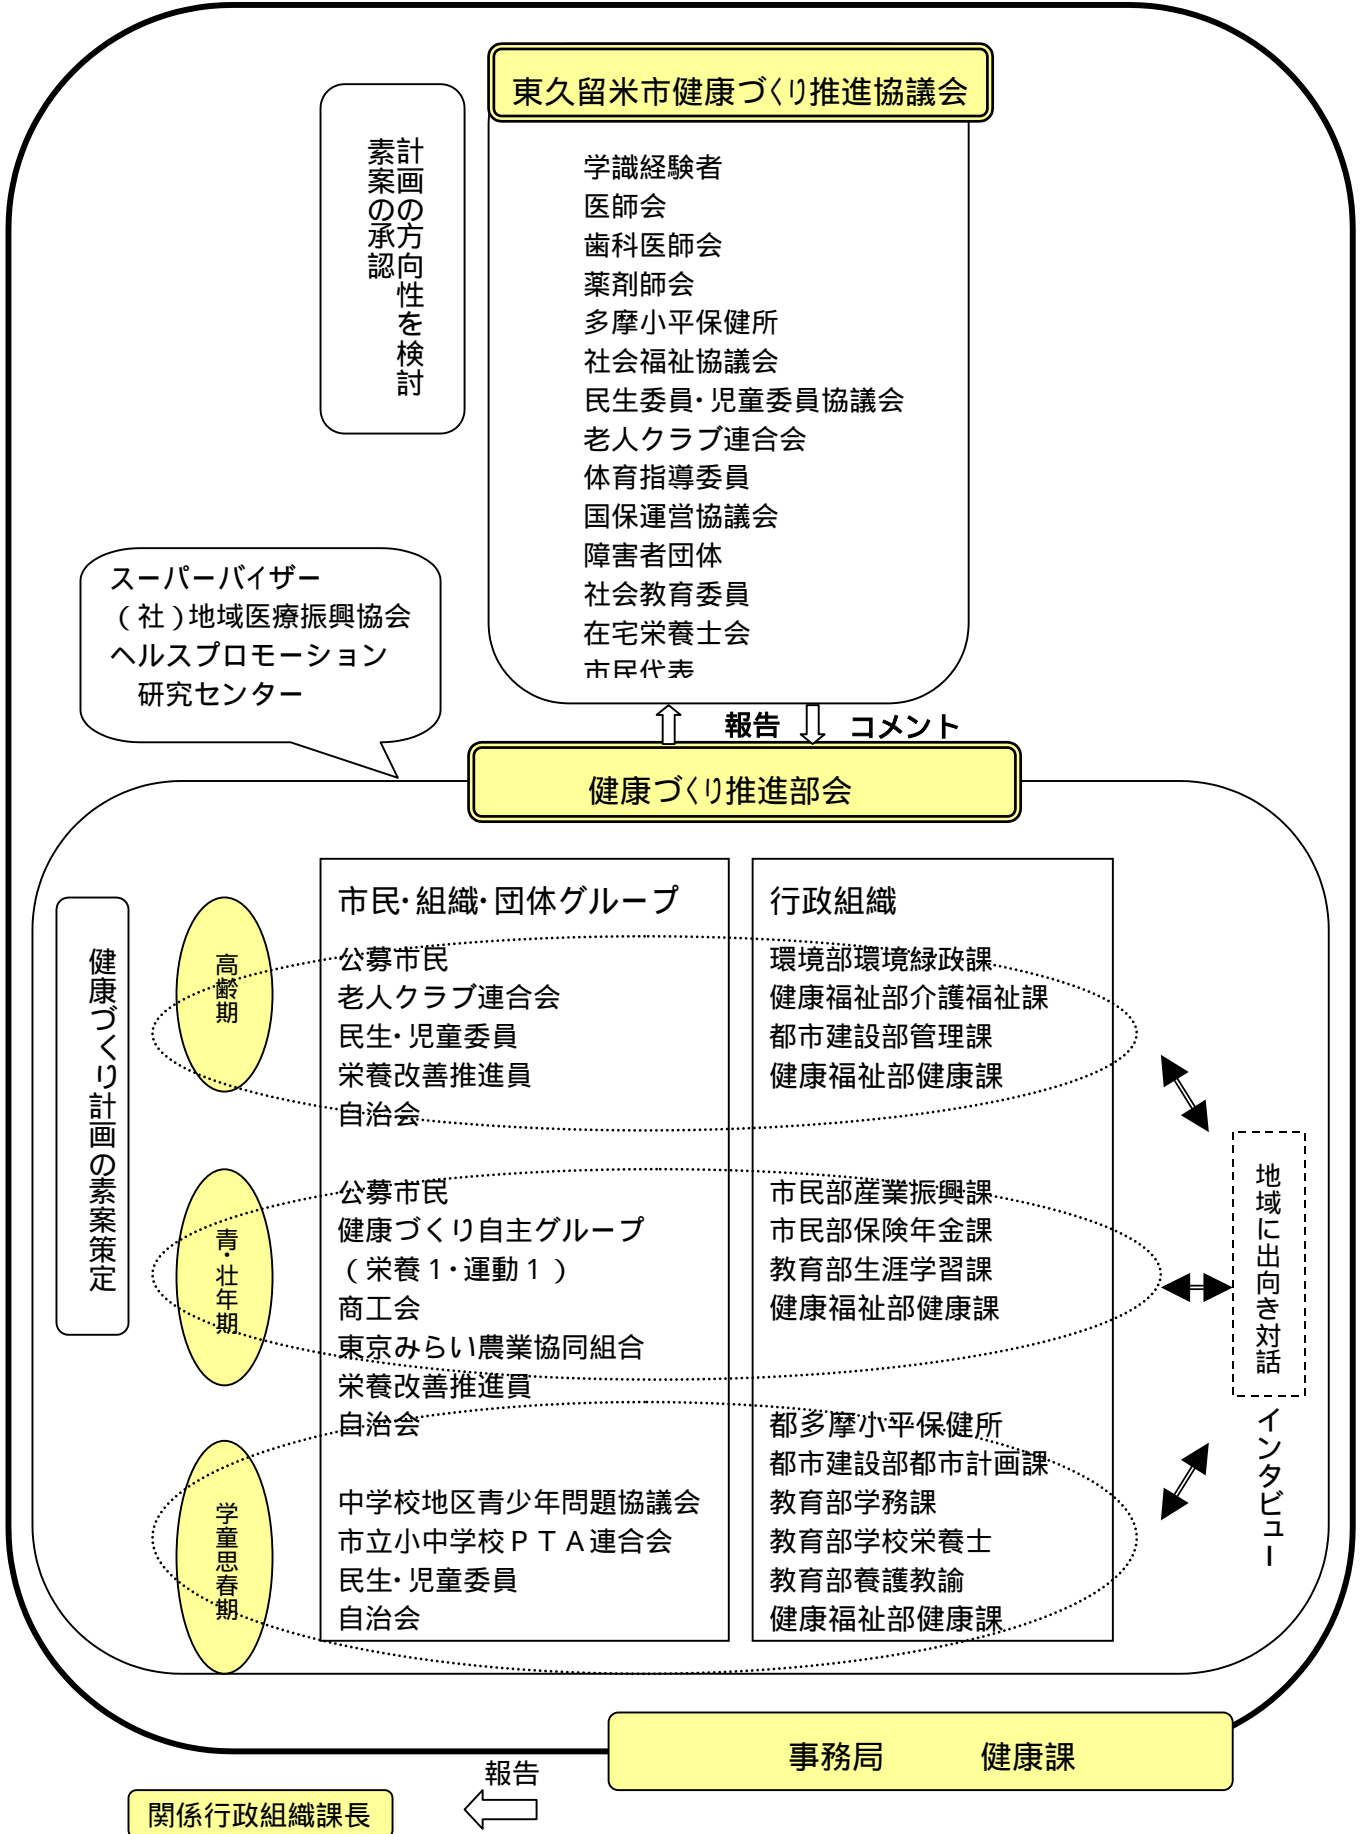 東久留米市健康づくり推進協議会
計画の方向性を検討
素案の承認
学識経験者
医師会
歯科医師会
薬剤師会
多摩小平保健所
社会福祉協議会
民生委員・児童委員協議会
老人クラブ連合会
体育指導委員
国保運営協議会
障害者団体
社会教育委員
在宅栄養士会
市民代表
スーパーバイザー
（社）地域医療振興協会
ヘルスプロモーション
研究センター
報告
コメント
健康づくり推進部会
健康づくり計画の素案策定
高齢期
青・壮年期
学童思春期
市民・組織・団体グループ
公募市民
老人クラブ連合会
民生・児童委員
栄養改善推進員
自治会
公募市民
健康づくり自主グループ
（栄養1・運動1）
商工会
東京みらい農業協同組合
栄養改善推進員
自治会
中学校地区青少年問題協議会
市立小中学校ＰＴＡ連合会
民生・児童委員
自治会
行政組織
環境部環境緑政課
健康福祉部介護福祉課
都市建設部管理課
健康福祉部健康課
市民部産業振興課
市民部保険年金課
教育部生涯学習課
健康福祉部健康課
都多摩小平保健所
都市建設部都市計画課
教育部学務課
教育部学校栄養士
教育部養護教諭
健康福祉部健康課
地域に出向き対話
インタビュー
事務局　　　健康課
報告
関係行政組織課長